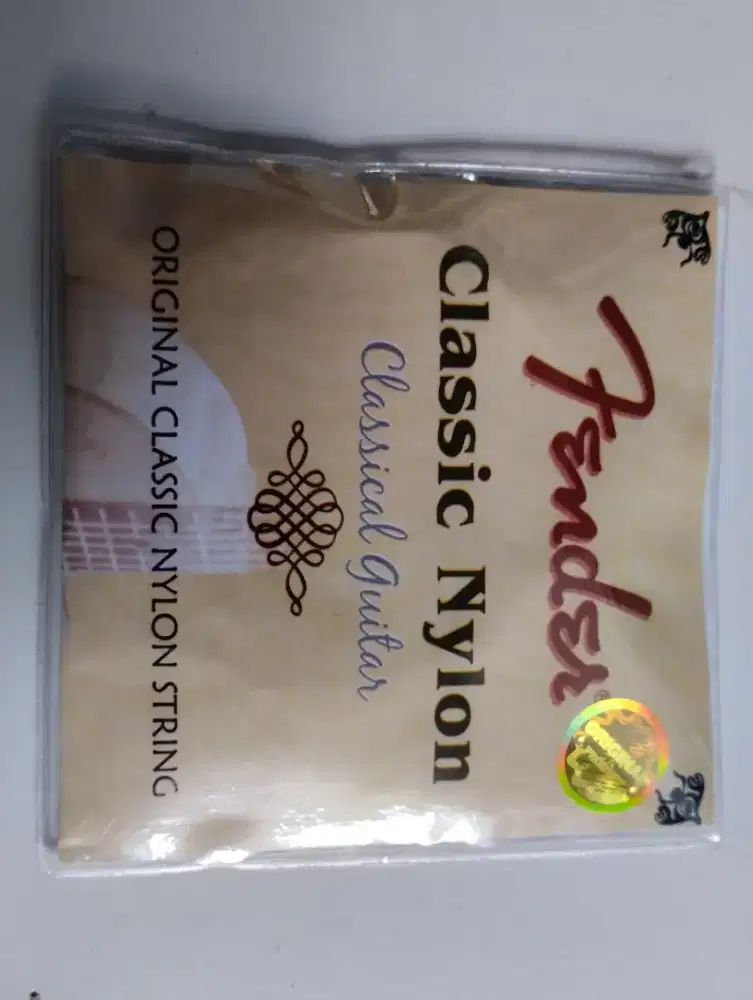 Fender®
Classic Nylon
Classical Guitar
ORIGINAL CLASSIC NYLON STRING